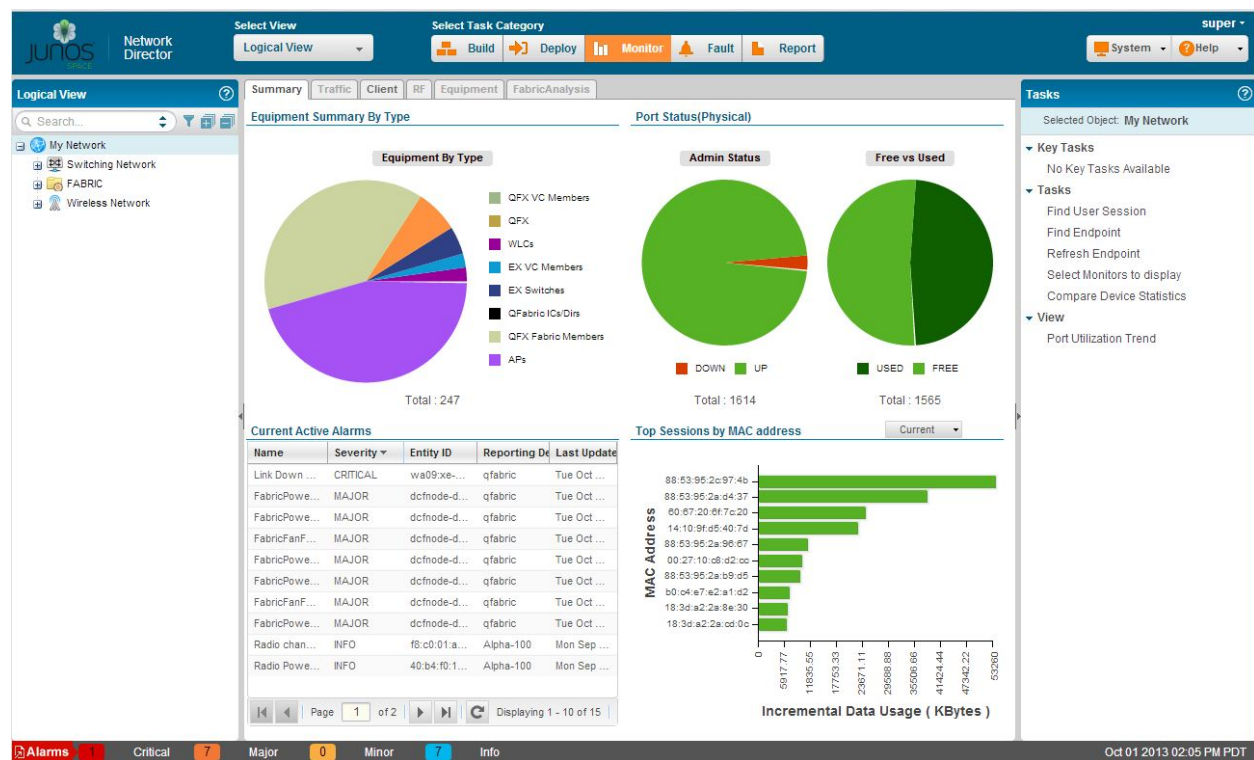 JUNOS
SPACE
Network
Director
Select View
Logical View
Select Task Category
Build
Deploy
Monitor
Fault
Report
super
System
Help
Logical View
Search...
My Network
Switching Network
FABRIC
Wireless Network
Summary
Traffic
Client
RF
Equipment
FabricAnalysis
Equipment Summary By Type
Equipment By Type
QFX VC Members
QFX
WLCs
EX VC Members
EX Switches
QFabric ICs/Dirs
QFX Fabric Members
APs
Total : 247
Port Status(Physical)
Admin Status
DOWN UP
Total : 1614
Free vs Used
USED FREE
Total : 1565
Current Active Alarms
Name Severity Entity ID Reporting De Last Update
Link Down ... CRITICAL wa09:xe-... qfabric Tue Oct ...
FabricPowe... MAJOR dcfnode-d... qfabric Tue Oct ...
FabricPowe... MAJOR dcfnode-d... qfabric Tue Oct ...
FabricFanF... MAJOR dcfnode-d... qfabric Tue Oct ...
FabricPowe... MAJOR dcfnode-d... qfabric Tue Oct ...
FabricPowe... MAJOR dcfnode-d... qfabric Tue Oct ...
FabricFanF... MAJOR dcfnode-d... qfabric Tue Oct ...
FabricPowe... MAJOR dcfnode-d... qfabric Tue Oct ...
Radio chan... INFO f8:c0:01:a... Alpha-100 Mon Sep ...
Radio Powe... INFO 40:b4:f0:1... Alpha-100 Mon Sep ...
Page 1 of 2
Displaying 1 - 10 of 15
Top Sessions by MAC address
Current
MAC Address
88:53:95:2c:97:4b
88:53:95:2a:d4:37
60:67:20:6f:7c:20
14:10:9f:d5:40:7d
88:53:95:2a:96:67
00:27:10:c8:d2:cc
88:53:95:2a:b9:d5
b0:c4:e7:e2:a1:d2
18:3d:a2:2a:8e:30
18:3d:a2:2a:cd:0c
0
5917.77
11835.55
17753.33
23671.11
29588.88
35506.66
41424.44
47342.22
53260
Incremental Data Usage ( KBytes )
Tasks
Selected Object: My Network
Key Tasks
No Key Tasks Available
Tasks
Find User Session
Find Endpoint
Refresh Endpoint
Select Monitors to display
Compare Device Statistics
View
Port Utilization Trend
Alarms 1 Critical 7 Major 0 Minor 7 Info
Oct 01 2013 02:05 PM PDT